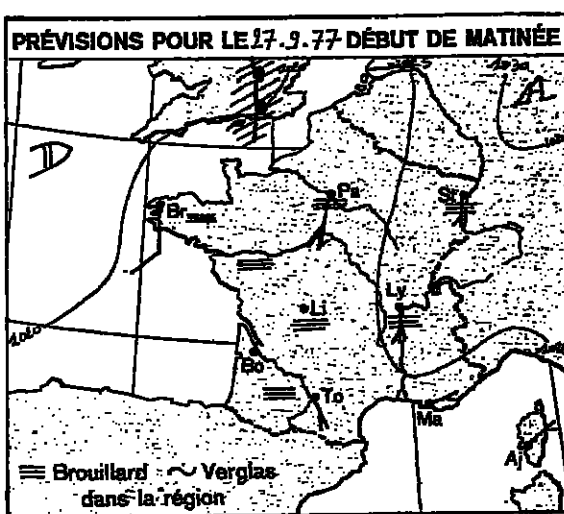 PRÉVISIONS POUR LE 27.9.77 DÉBUT DE MATINÉE
A
D
Br
Pa
St
Li
Ly
Bo
To
Ma
Aj
1020
Brouillard Verglas
dans la région